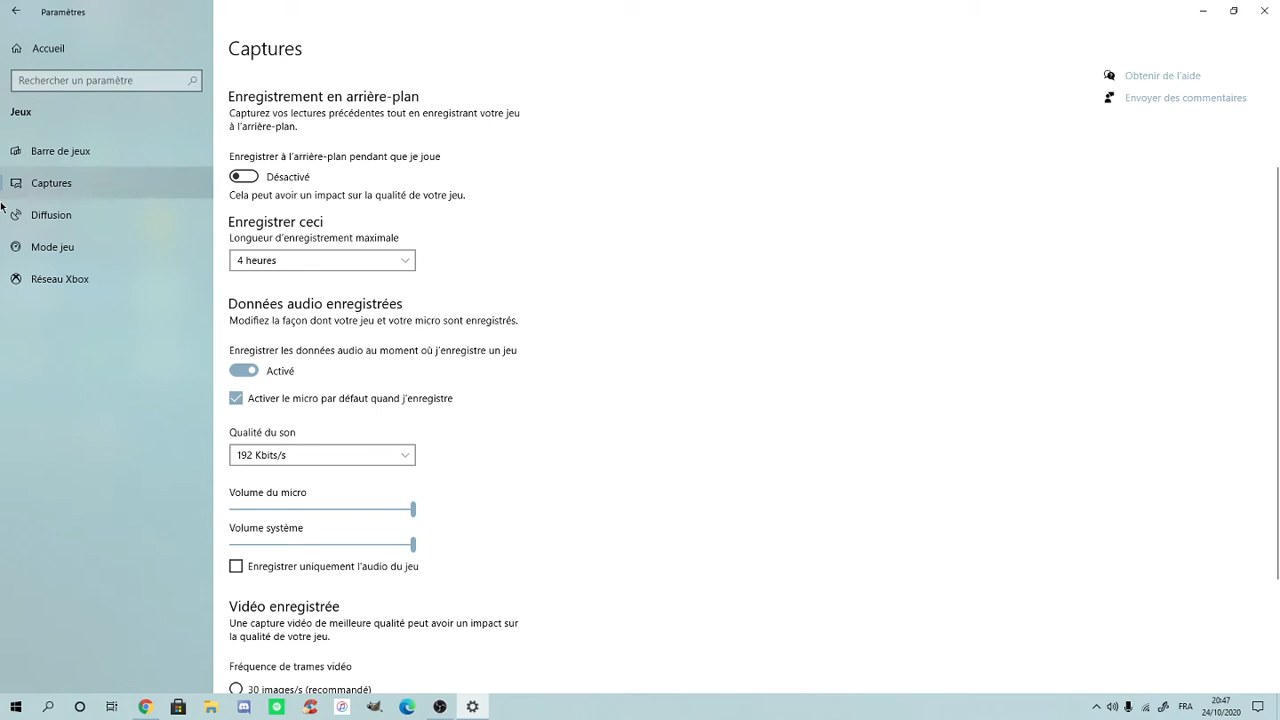 Paramètres
Accueil
Rechercher un paramètre
Jeux
Barre de jeux
Captures
Diffusion
Mode jeu
Réseau Xbox
Captures
Enregistrement en arrière-plan
Capturez vos lectures précédentes tout en enregistrant votre jeu
à l'arrière-plan.
Enregistrer à l'arrière-plan pendant que je joue
Désactivé
Cela peut avoir un impact sur la qualité de votre jeu.
Enregistrer ceci
Longueur d'enregistrement maximale
4 heures
Données audio enregistrées
Modifiez la façon dont votre jeu et votre micro sont enregistrés.
Enregistrer les données audio au moment où j'enregistre un jeu
Activé
Activer le micro par défaut quand j'enregistre
Qualité du son
192 Kbits/s
Volume du micro
Volume système
Enregistrer uniquement l'audio du jeu
Vidéo enregistrée
Une capture vidéo de meilleure qualité peut avoir un impact sur
la qualité de votre jeu.
Fréquence de trames vidéo
30 images/s (recommandé)
Obtenir de l'aide
Envoyer des commentaires
FRA
20:47
24/10/2020